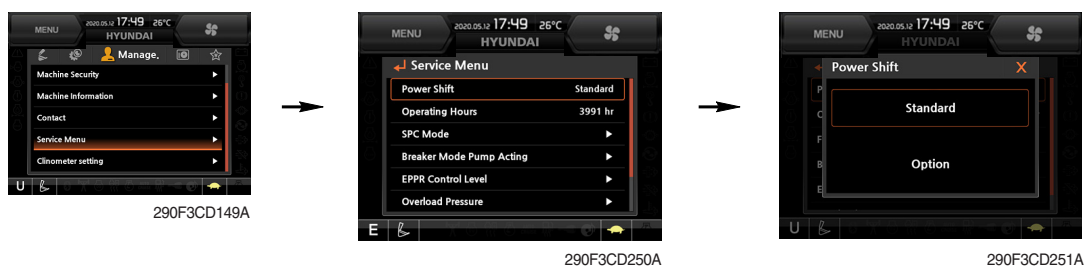 MENU
2020.05.12 17:49 26°C
HYUNDAI
Manage.
Machine Security
Machine Information
Contact
Service Menu
Clinometer setting
U
290F3CD149A
MENU
2020.05.12 17:49 26°C
HYUNDAI
Service Menu
Power Shift Standard
Operating Hours 3991 hr
SPC Mode
Breaker Mode Pump Acting
EPPR Control Level
Overload Pressure
E
290F3CD250A
MENU
2020.05.12 17:49 26°C
HYUNDAI
Power Shift X
Standard
Option
P
O
F
B
E
U
290F3CD251A